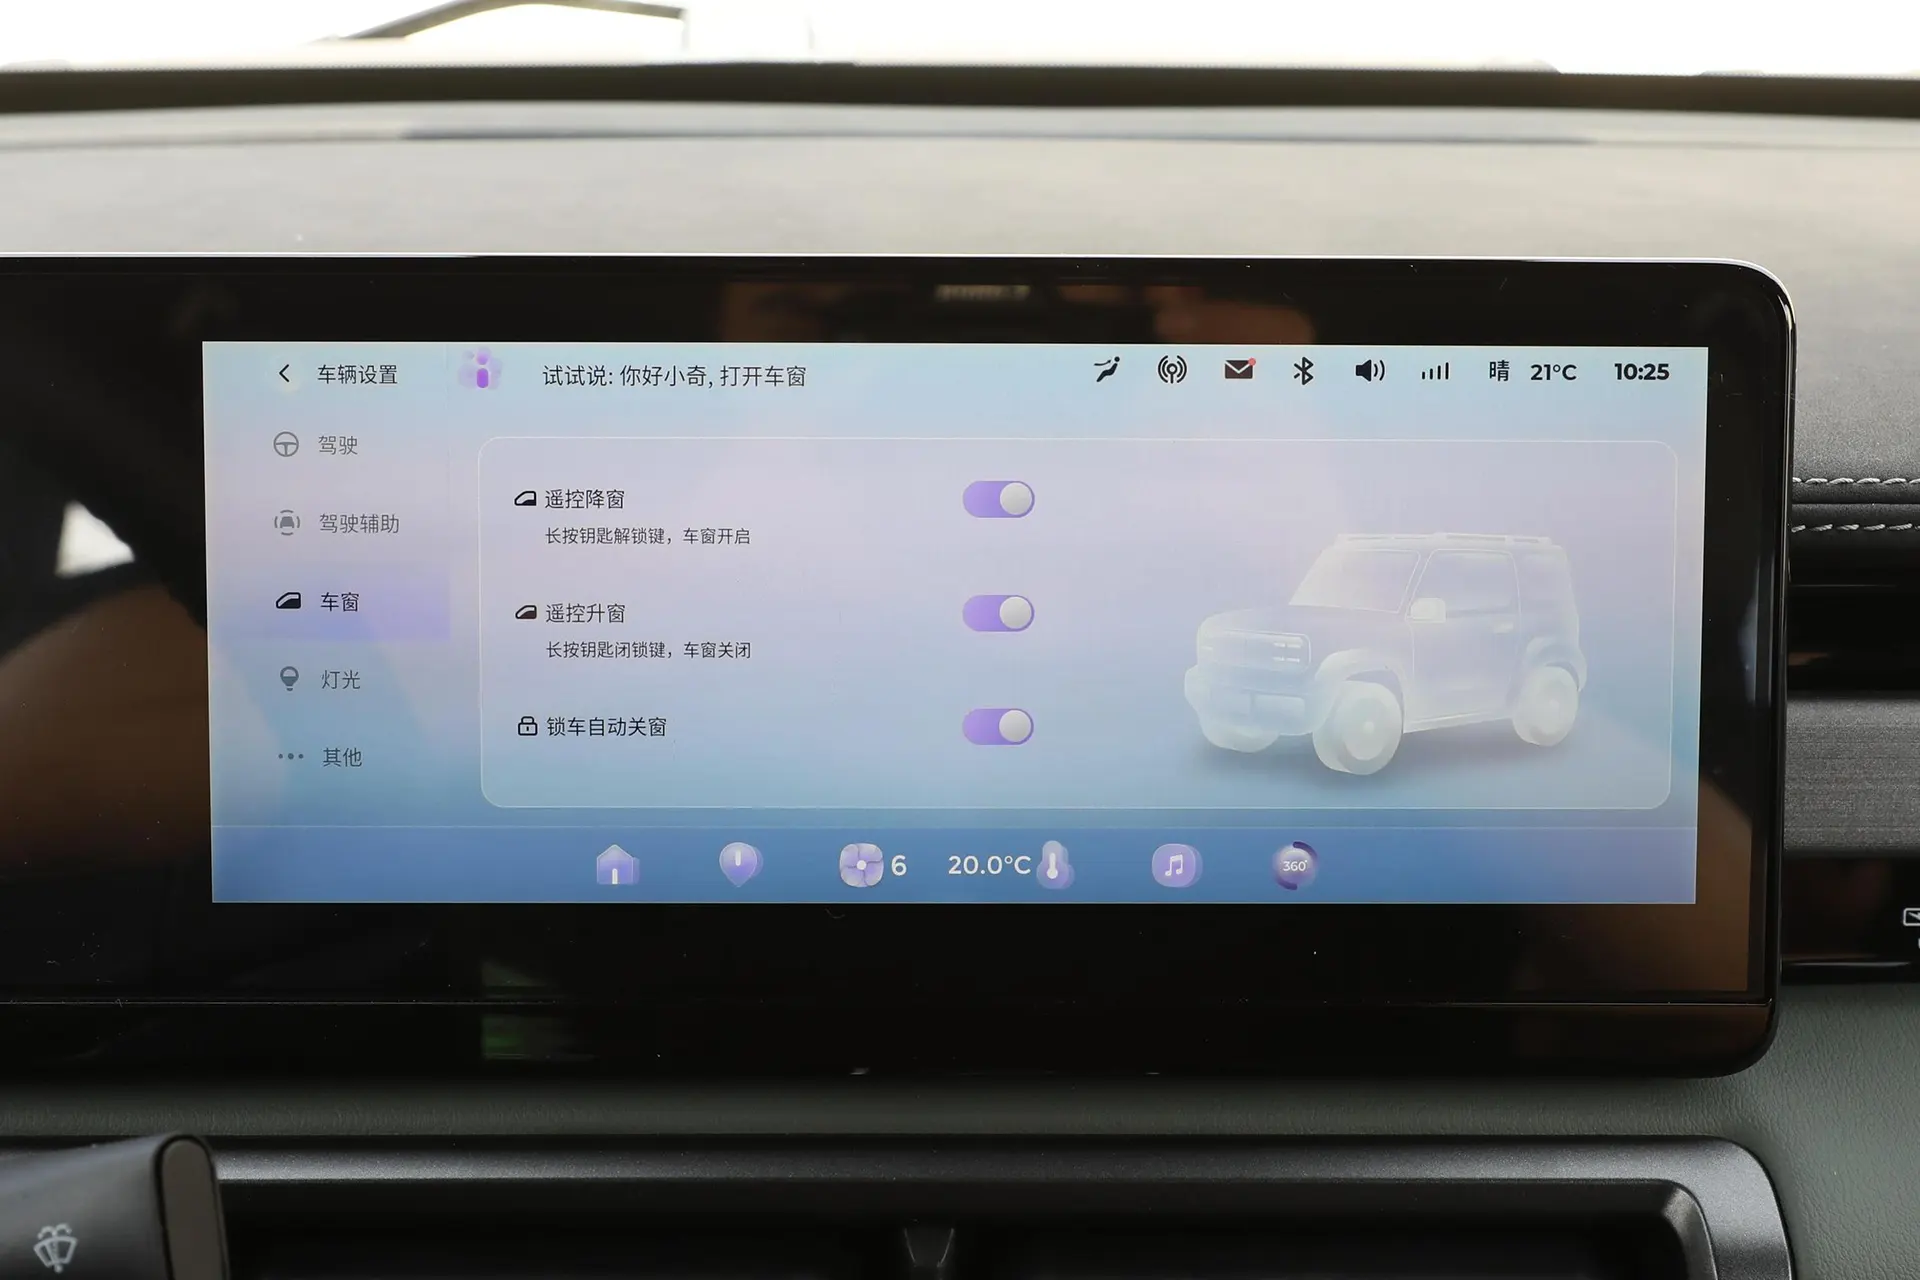 车辆设置
试试说: 你好小奇, 打开车窗
晴 21°C 10:25
驾驶
驾驶辅助
车窗
灯光
其他
遥控降窗
长按钥匙解锁键，车窗开启
遥控升窗
长按钥匙闭锁键，车窗关闭
锁车自动关窗
6 20.0°C 360°